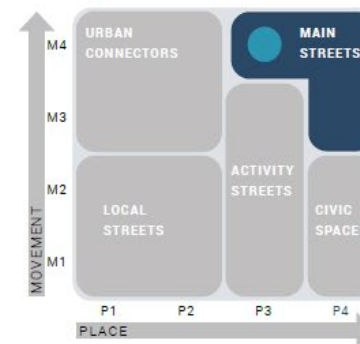 M4
URBAN
CONNECTORS
MAIN
STREETS
M3
M2
ACTIVITY
STREETS
LOCAL
STREETS
CIVIC
SPACE
M1
MOVEMENT
P1
P2
P3
P4
PLACE